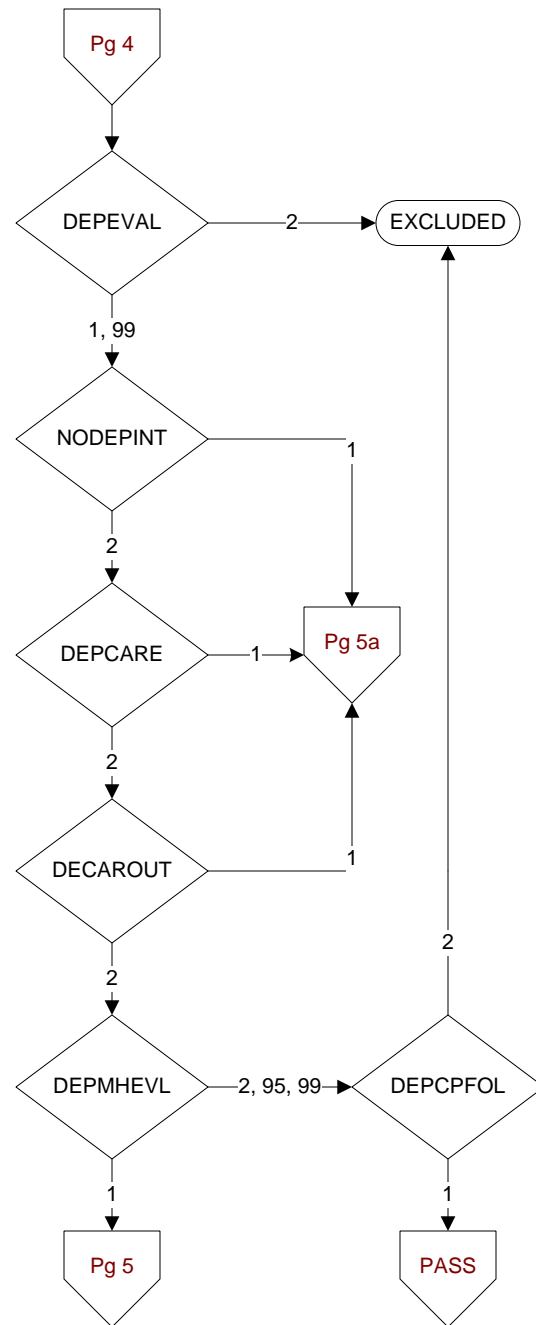 Pg 4
DEPEVAL
2
EXCLUDED
1, 99
NODEPINT
1
2
DEPCARE
1
Pg 5a
2
DECAROUT
1
2
2
DEPMHEVL
2, 95, 99
DEPCPFOL
1
1
Pg 5
PASS